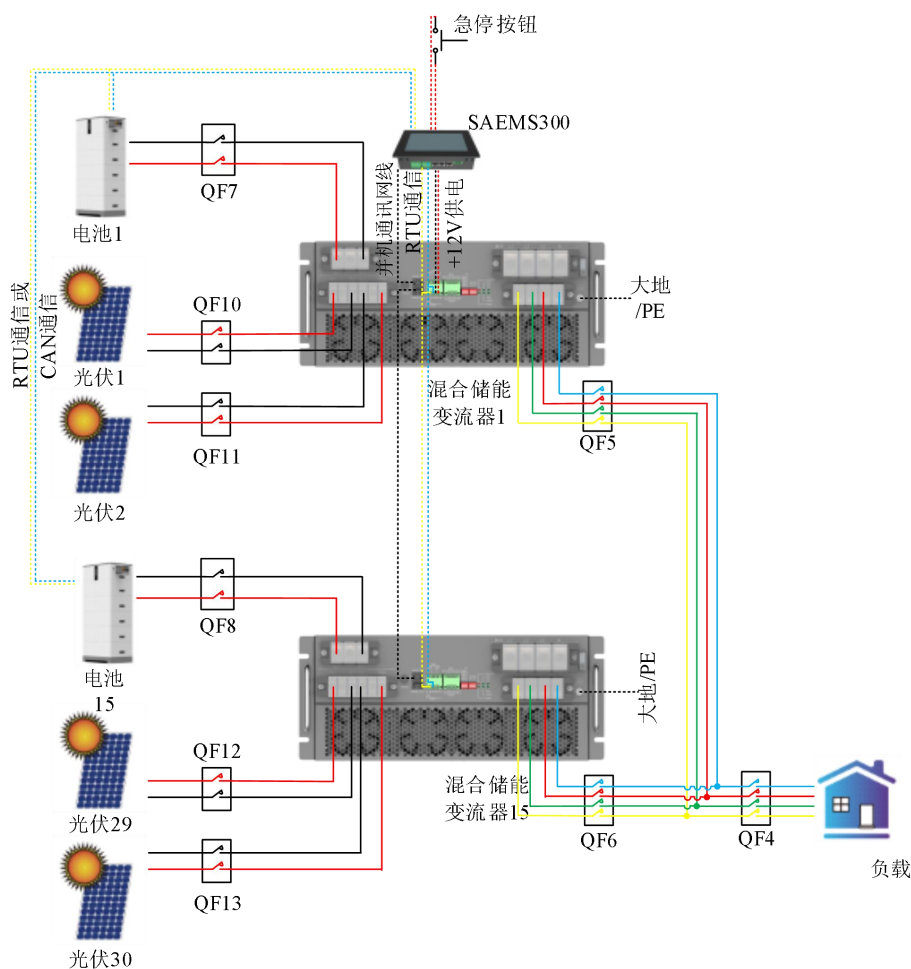 急停按钮
SAEMS300
QF7
并机通讯网线
RTU通信
+12V供电
电池1
RTU通信或
CAN通信
QF10
大地
/PE
光伏1
混合储能
变流器1
QF11
QF5
光伏2
QF8
电池
15
大地/PE
QF12
混合储能
变流器15
光伏29
QF6
QF4
负载
QF13
光伏30